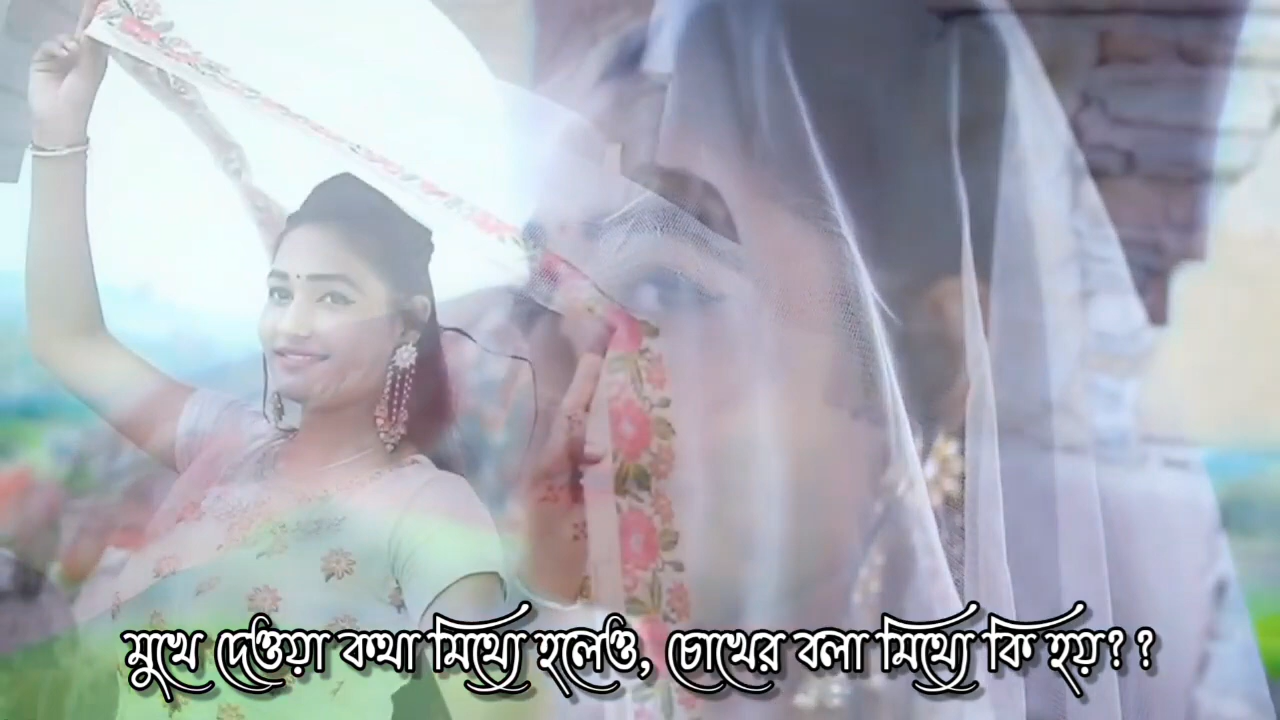 মুখে দেওয়া কথা মিথ্যে হলেও, চোখের বলা মিথ্যে কি হয়??